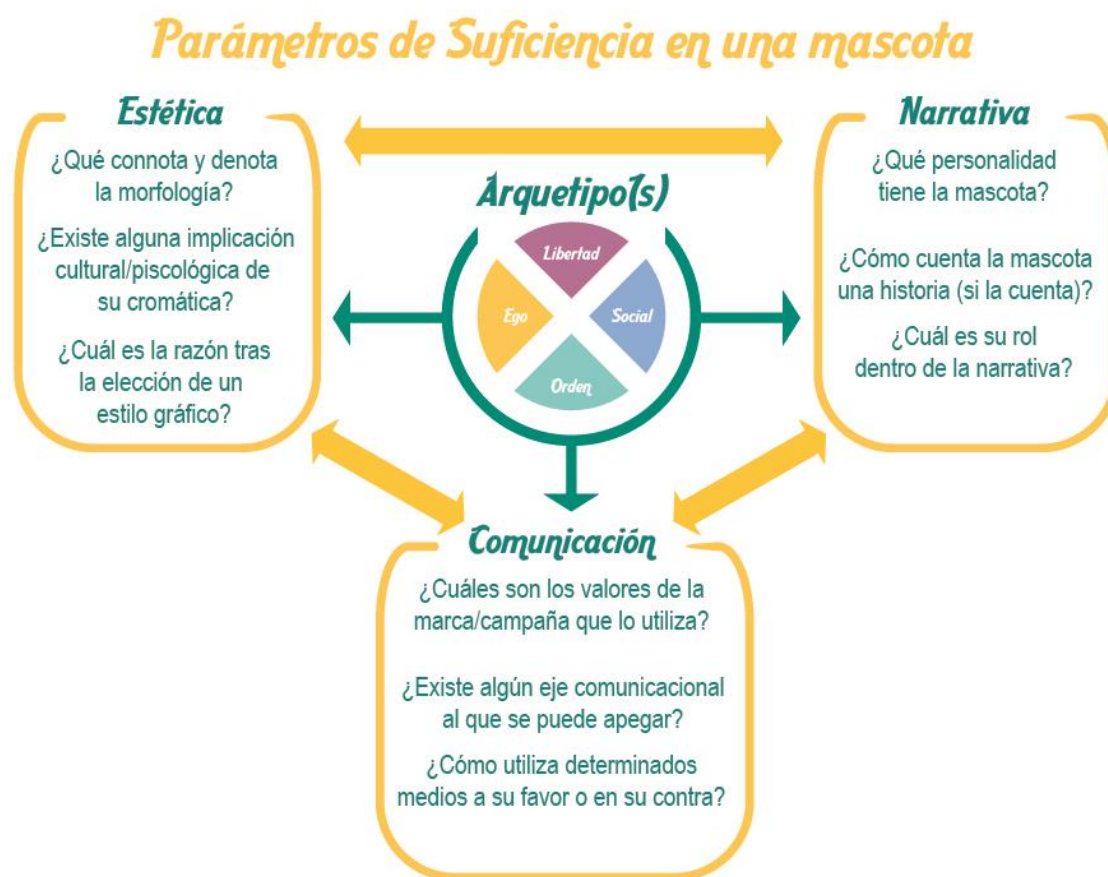 Parámetros de Suficiencia en una mascota
Estética
¿Qué connota y denota
la morfología?
¿Existe alguna implicación
cultural/piscológica de
su cromática?
¿Cuál es la razón tras
la elección de un
estilo gráfico?
Arquetipo(s)
Libertad
Ego
Social
Orden
Narrativa
¿Qué personalidad
tiene la mascota?
¿Cómo cuenta la mascota
una historia (si la cuenta)?
¿Cuál es su rol
dentro de la narrativa?
Comunicación
¿Cuáles son los valores de la
marca/campaña que lo utiliza?
¿Existe algún eje comunicacional
al que se puede apegar?
¿Cómo utiliza determinados
medios a su favor o en su contra?